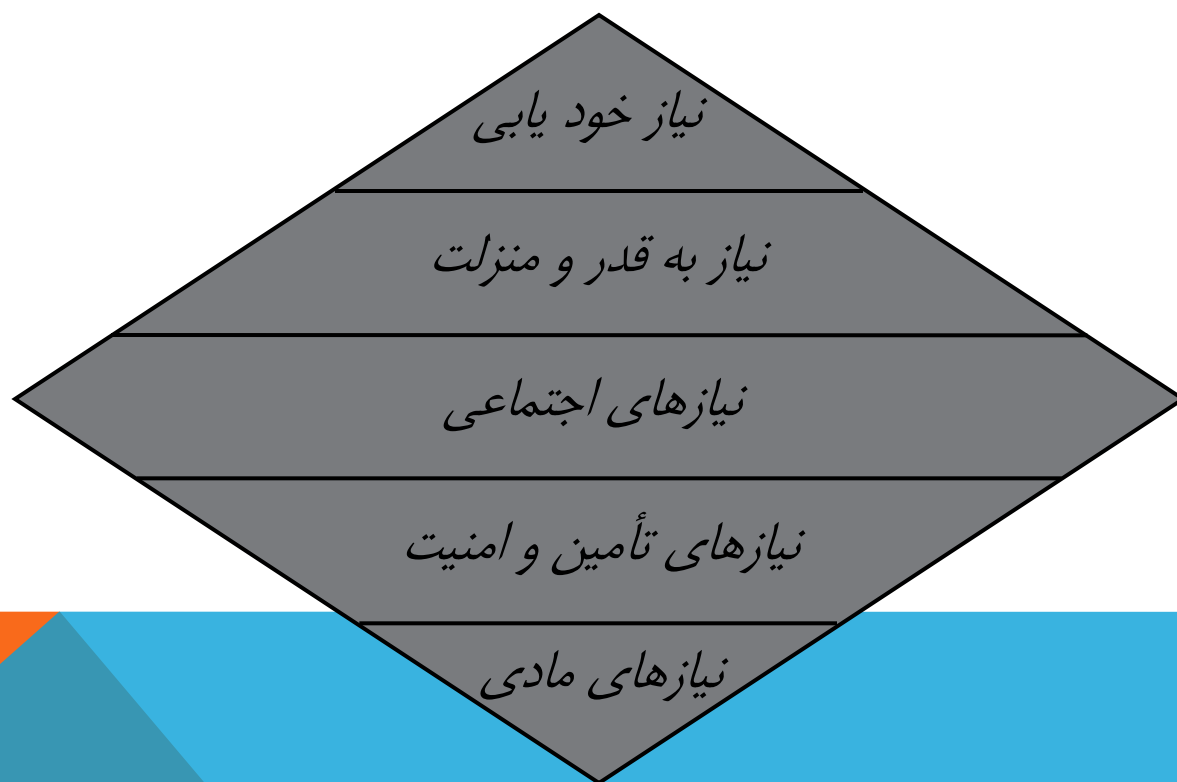 نیاز خود یابی
نیاز به قدر و منزلت
نیازهای اجتماعی
نیازهای تأمین و امنیت
نیازهای مادی